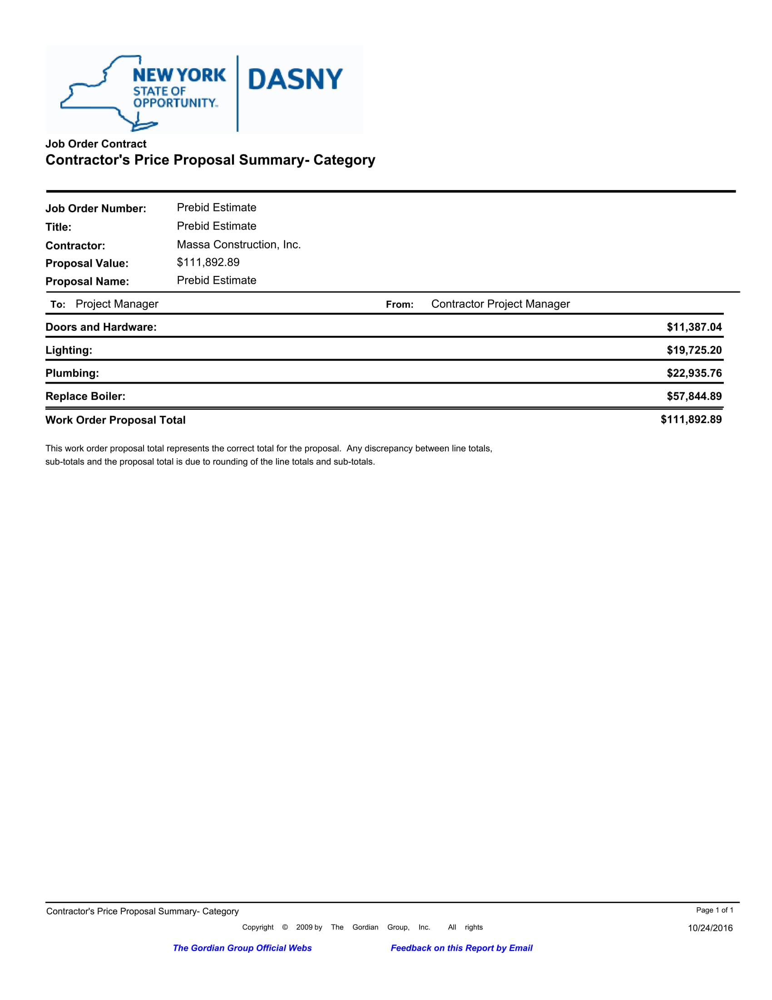 NEW YORK
STATE OF
OPPORTUNITY™
DASNY
Job Order Contract
Contractor's Price Proposal Summary- Category
Job Order Number: Prebid Estimate
Title: Prebid Estimate
Contractor: Massa Construction, Inc.
Proposal Value: $111,892.89
Proposal Name: Prebid Estimate
To: Project Manager From: Contractor Project Manager
Doors and Hardware: $11,387.04
Lighting: $19,725.20
Plumbing: $22,935.76
Replace Boiler: $57,844.89
Work Order Proposal Total $111,892.89
This work order proposal total represents the correct total for the proposal. Any discrepancy between line totals,
sub-totals and the proposal total is due to rounding of the line totals and sub-totals.
Contractor's Price Proposal Summary- Category Page 1 of 1
Copyright © 2009 by The Gordian Group, Inc. All rights 10/24/2016
The Gordian Group Official Webs Feedback on this Report by Email